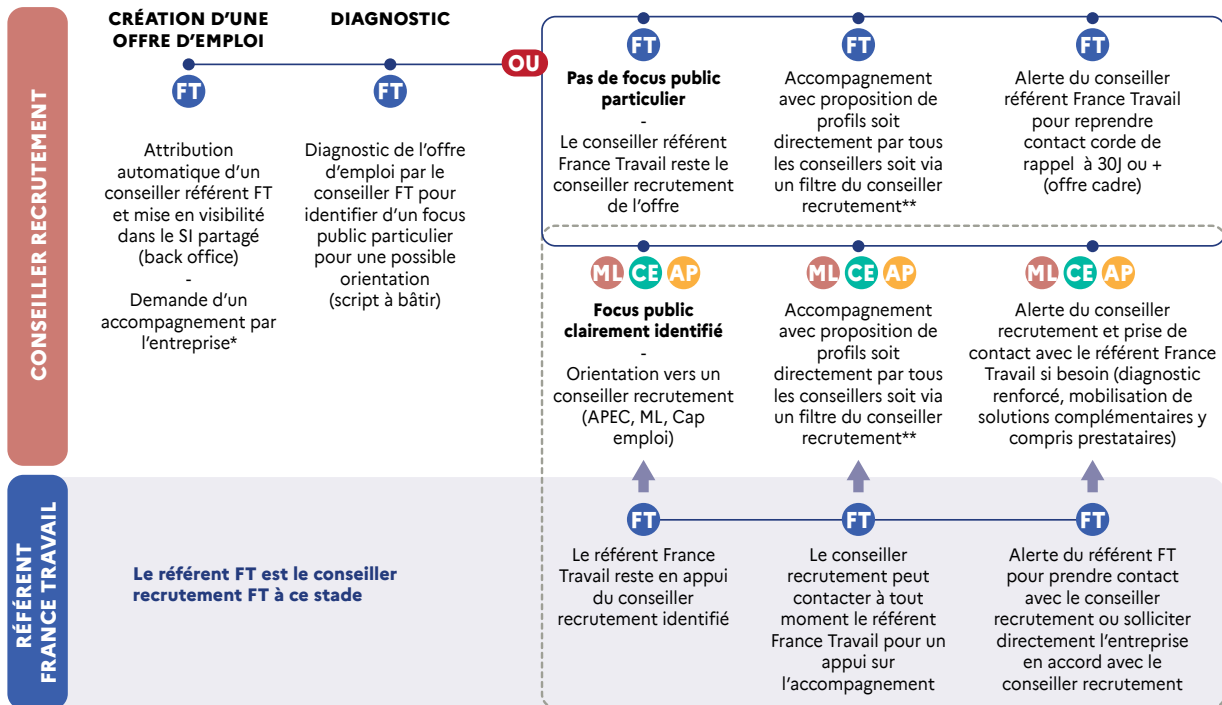 CONSEILLER RECRUTEMENT
CRÉATION D'UNE
OFFRE D'EMPLOI
FT
Attribution
automatique d'un
conseiller référent FT
et mise en visibilité
dans le SI partagé
(back office)
-
Demande d'un
accompagnement par
l'entreprise*
DIAGNOSTIC
FT
Diagnostic de l'offre
d'emploi par le
conseiller FT pour
identifier d'un focus
public particulier
pour une possible
orientation
(script à bâtir)
OU
FT
Pas de focus public
particulier
-
Le conseiller référent
France Travail reste le
conseiller recrutement
de l'offre
FT
Accompagnement
avec proposition de
profils soit
directement par tous
les conseillers soit via
un filtre du conseiller
recrutement**
FT
Alerte du conseiller
référent France Travail
pour reprendre
contact corde de
rappel à 30J ou +
(offre cadre)
ML CE AP
Focus public
clairement identifié
-
Orientation vers un
conseiller recrutement
(APEC, ML, Cap
emploi)
ML CE AP
Accompagnement
avec proposition de
profils soit
directement par tous
les conseillers soit via
un filtre du conseiller
recrutement**
ML CE AP
Alerte du conseiller
recrutement et prise de
contact avec le référent France
Travail si besoin (diagnostic
renforcé, mobilisation de
solutions complémentaires y
compris prestataires)
RÉFÉRENT
FRANCE TRAVAIL
Le référent FT est le conseiller
recrutement FT à ce stade
FT
Le référent France
Travail reste en appui
du conseiller
recrutement identifié
FT
Le conseiller
recrutement peut
contacter à tout
moment le référent
France Travail pour un
appui sur
l'accompagnement
FT
Alerte du référent FT
pour prendre contact
avec le conseiller
recrutement ou solliciter
directement l'entreprise
en accord avec le
conseiller recrutement